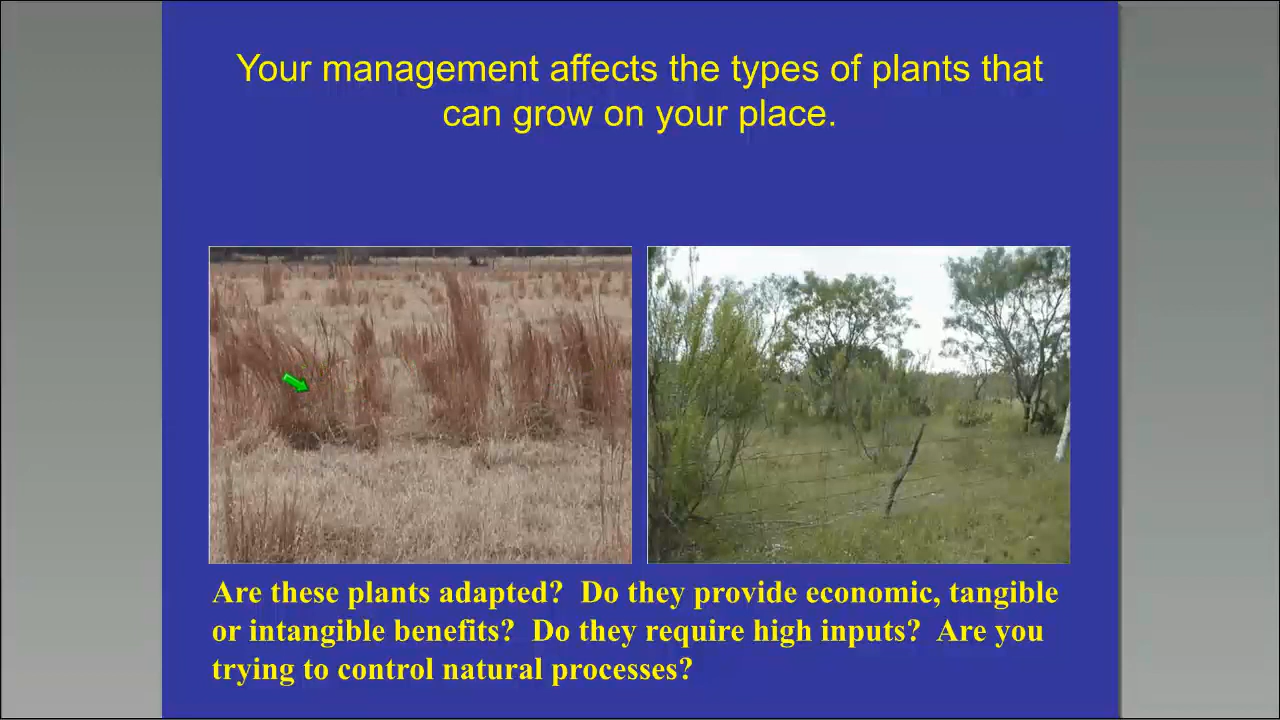 Your management affects the types of plants that
can grow on your place.
Are these plants adapted?  Do they provide economic, tangible
or intangible benefits?  Do they require high inputs?  Are you
trying to control natural processes?